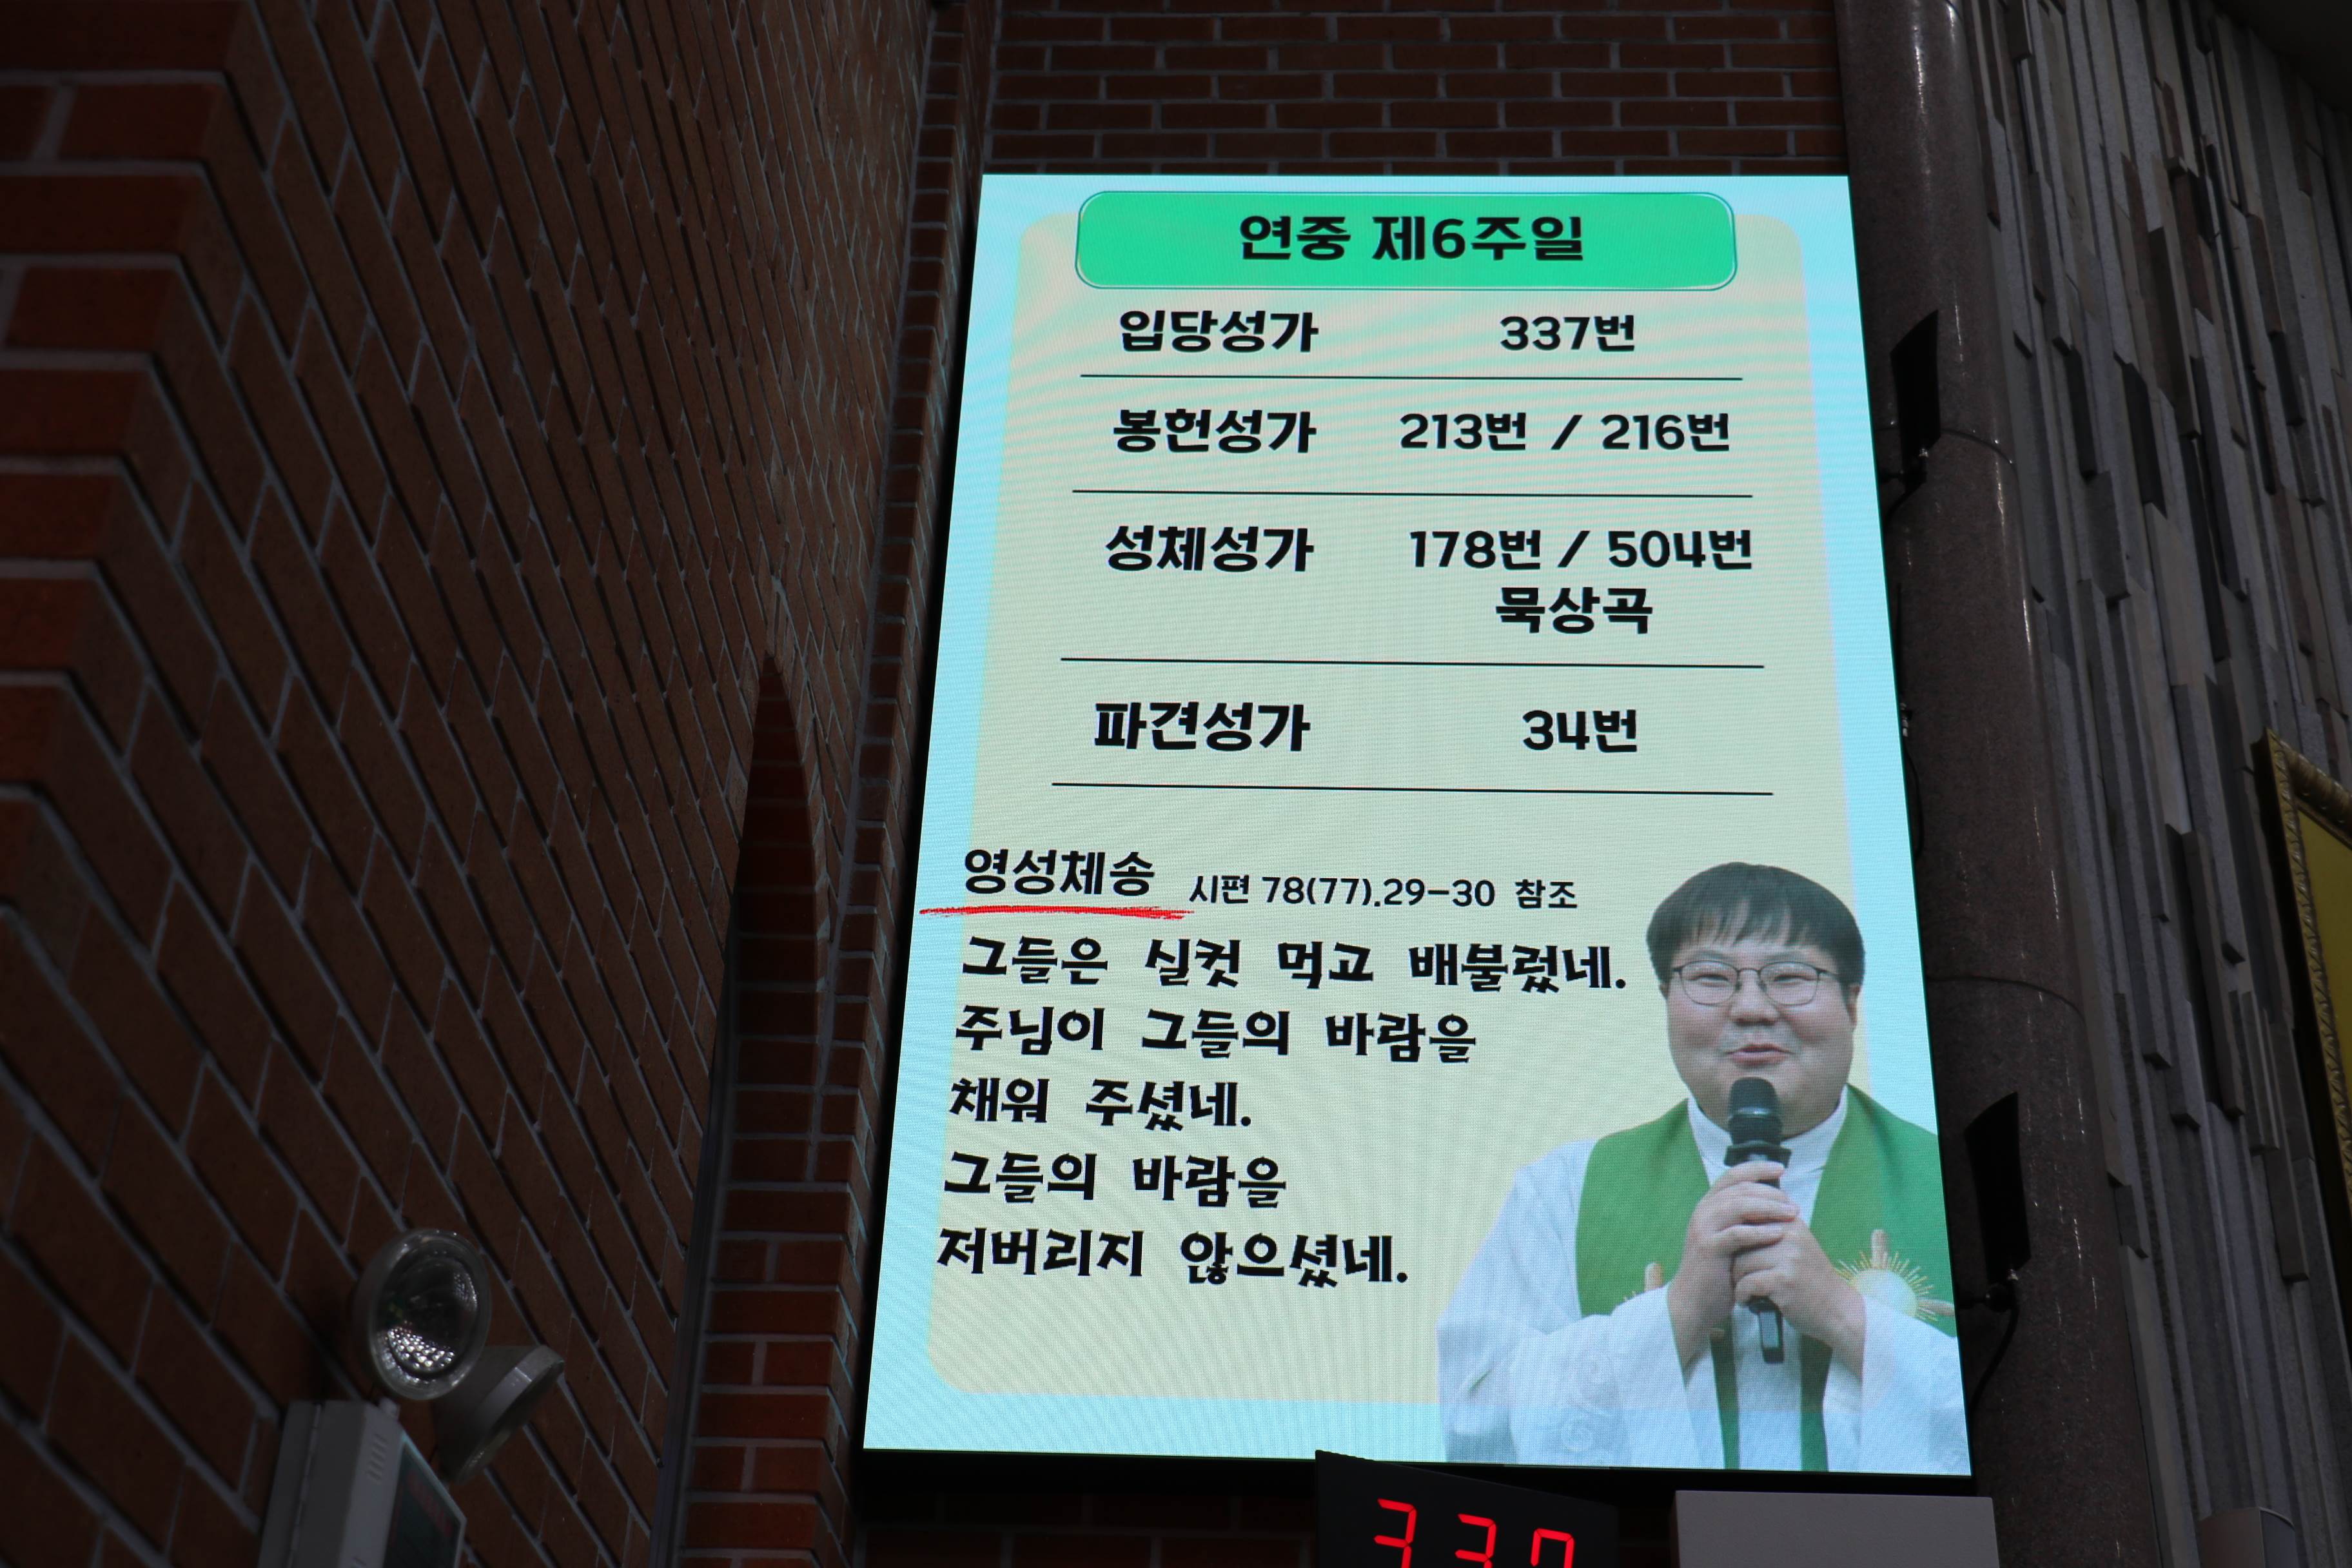 연중 제6주일
입당성가 337번
봉헌성가 213번 / 216번
성체성가 178번 / 504번
묵상곡
파견성가 34번
영성체송 시편 78(77),29-30 참조
그들은 실컷 먹고 배불렀네.
주님이 그들의 바람을
채워 주셨네.
그들의 바람을
저버리지 않으셨네.